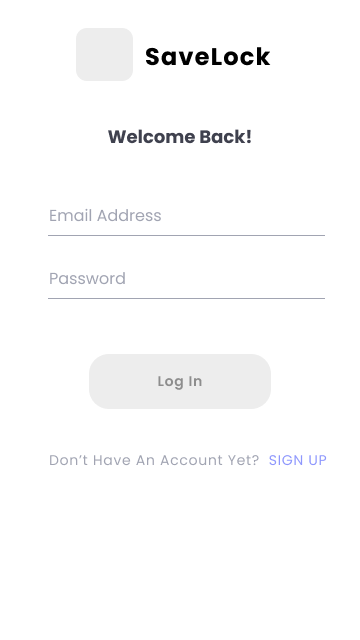 SaveLock
Welcome Back!
Email Address
Password
Log In
Don’t Have An Account Yet? SIGN UP